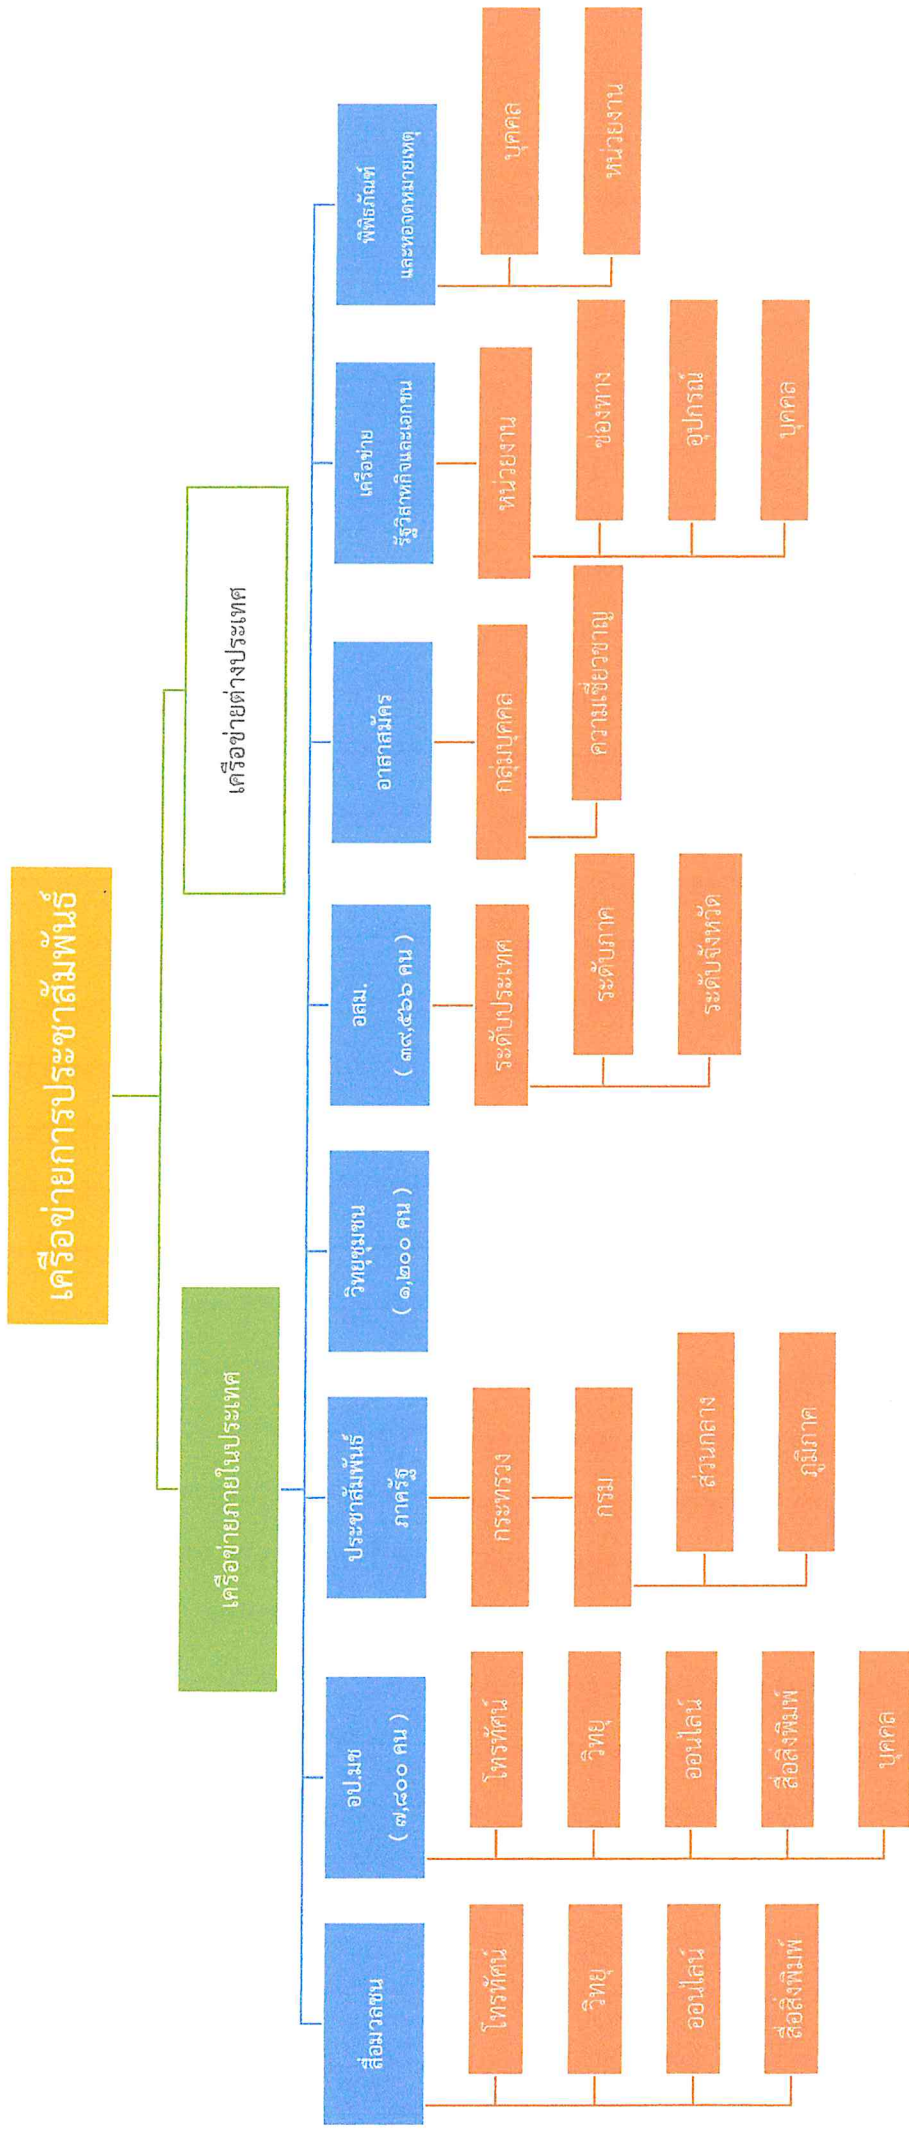 เครือข่ายการประชาสัมพันธ์
เครือข่ายภายในประเทศ
เครือข่ายต่างประเทศ
สื่อมวลชน
โทรทัศน์
วิทยุ
ออนไลน์
สื่อสิ่งพิมพ์
อป.มช
( ๗,๘๐๐ คน )
โทรทัศน์
วิทยุ
ออนไลน์
สื่อสิ่งพิมพ์
บุคคล
ประชาสัมพันธ์
ภาครัฐ
กระทรวง
กรม
ส่วนกลาง
ภูมิภาค
วิทยุชุมชน
( ๑,๒๐๐ คน )
อสม.
( ๓๙,๕๖๖ คน )
ระดับประเทศ
ระดับภาค
ระดับจังหวัด
อาสาสมัคร
กลุ่มบุคคล
ความเชี่ยวชาญ
เครือข่าย
รัฐวิสาหกิจและเอกชน
หน่วยงาน
ช่องทาง
อุปกรณ์
บุคคล
พิพิธภัณฑ์
และหอจดหมายเหตุ
บุคคล
หน่วยงาน